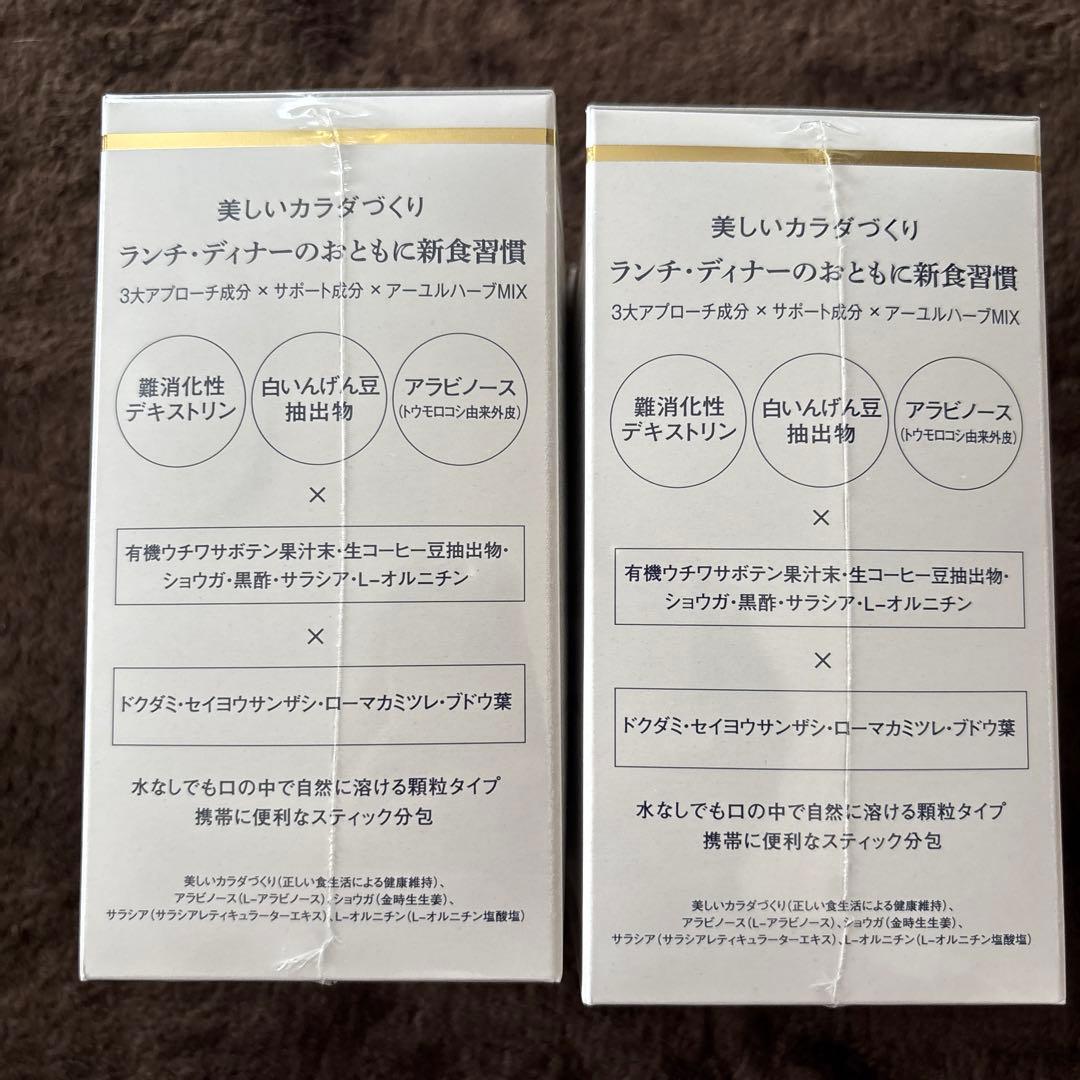 美しいカラダづくり
ランチ・ディナーのおともに新食習慣
3大アプローチ成分×サポート成分×アーユルハーブMIX
難消化性
デキストリン
白いんげん豆
抽出物
アラビノース
(トウモロコシ由来外皮)
×
有機ウチワサボテン果汁末・生コーヒー豆抽出物・
ショウガ・黒酢・サラシア・L-オルニチン
×
ドクダミ・セイヨウサンザシ・ローマカミツレ・ブドウ葉
水なしでも口の中で自然に溶ける顆粒タイプ
携帯に便利なスティック分包
美しいカラダづくり(正しい食生活による健康維持)、
アラビノース(L-アラビノース)、ショウガ(金時生生姜)、
サラシア(サラシアレティキュラーターエキス)、L-オルニチン(L-オルニチン塩酸塩)
美しいカラダづくり
ランチ・ディナーのおともに新食習慣
3大アプローチ成分×サポート成分×アーユルハーブMIX
難消化性
デキストリン
白いんげん豆
抽出物
アラビノース
(トウモロコシ由来外皮)
×
有機ウチワサボテン果汁末・生コーヒー豆抽出物・
ショウガ・黒酢・サラシア・L-オルニチン
×
ドクダミ・セイヨウサンザシ・ローマカミツレ・ブドウ葉
水なしでも口の中で自然に溶ける顆粒タイプ
携帯に便利なスティック分包
美しいカラダづくり(正しい食生活による健康維持)、
アラビノース(L-アラビノース)、ショウガ(金時生生姜)、
サラシア(サラシアレティキュラーターエキス)、L-オルニチン(L-オルニチン塩酸塩)